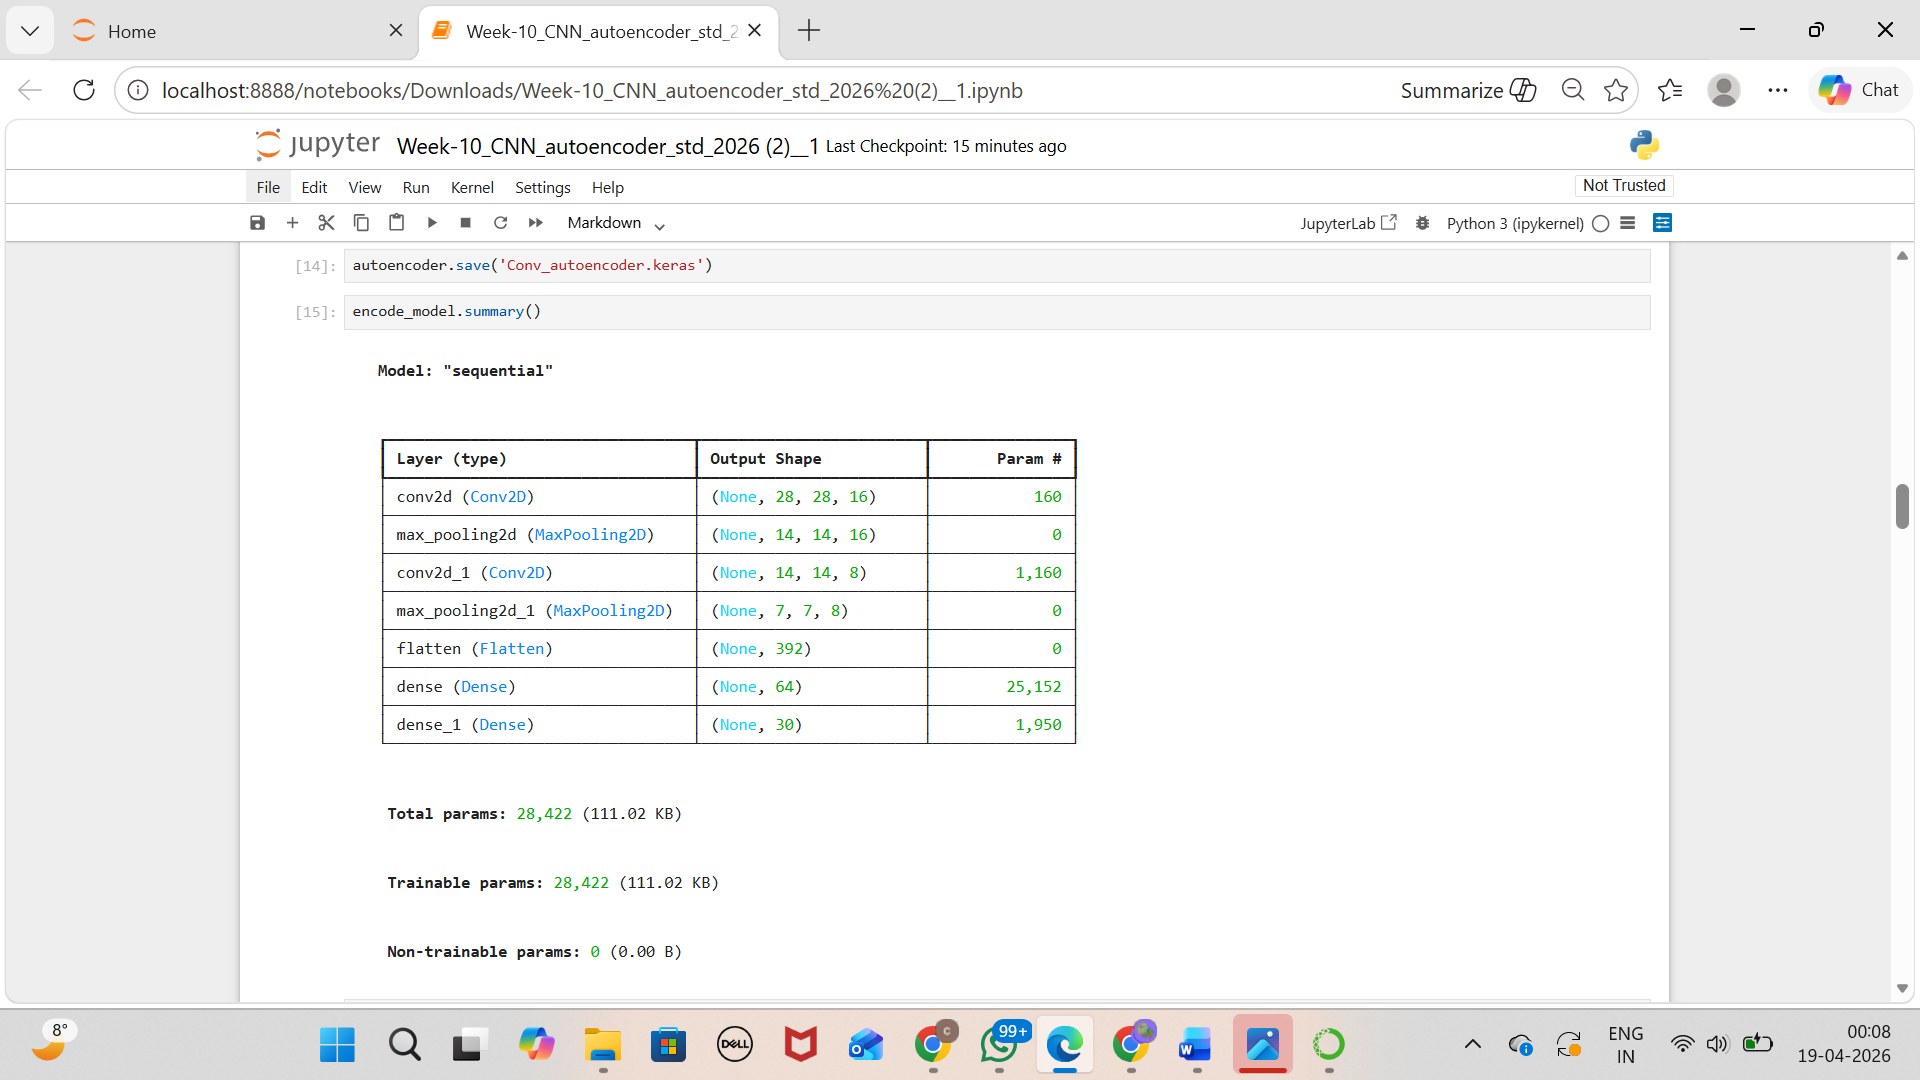 Home
Week-10_CNN_autoencoder_std_2
localhost:8888/notebooks/Downloads/Week-10_CNN_autoencoder_std_2026%20(2)__1.ipynb
Summarize
Chat
jupyter
Week-10_CNN_autoencoder_std_2026 (2)__1 Last Checkpoint: 15 minutes ago
File Edit View Run Kernel Settings Help
Not Trusted
Markdown
JupyterLab
Python 3 (ipykernel)
[14]: autoencoder.save('Conv_autoencoder.keras')
[15]: encode_model.summary()
Model: "sequential"
Layer (type) Output Shape Param #
conv2d (Conv2D) (None, 28, 28, 16) 160
max_pooling2d (MaxPooling2D) (None, 14, 14, 16) 0
conv2d_1 (Conv2D) (None, 14, 14, 8) 1,160
max_pooling2d_1 (MaxPooling2D) (None, 7, 7, 8) 0
flatten (Flatten) (None, 392) 0
dense (Dense) (None, 64) 25,152
dense_1 (Dense) (None, 30) 1,950
Total params: 28,422 (111.02 KB)
Trainable params: 28,422 (111.02 KB)
Non-trainable params: 0 (0.00 B)
8°
DELL
C
99+
ENG
IN
00:08
19-04-2026